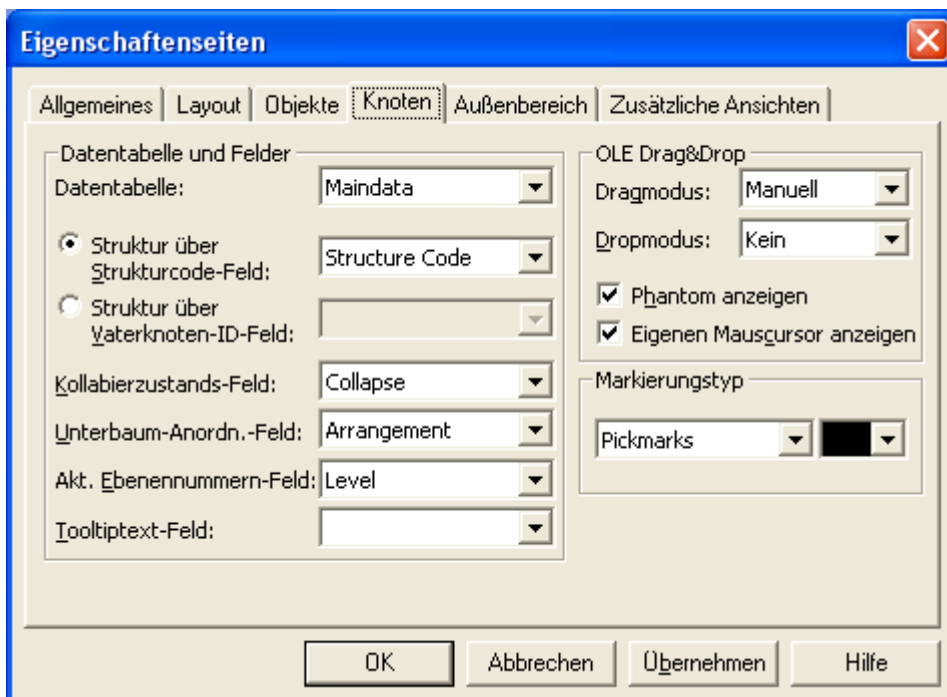 Eigenschaftenseiten
Allgemeines Layout Objekte Knoten Außenbereich Zusätzliche Ansichten
Datentabelle und Felder
Datentabelle: Maindata
Struktur über
Strukturcode-Feld: Structure Code
Struktur über
Vaterknoten-ID-Feld:
Kollabierzustands-Feld: Collapse
Unterbaum-Anordn.-Feld: Arrangement
Akt. Ebenennummern-Feld: Level
Tooltiptext-Feld:
OLE Drag&Drop
Dragmodus: Manuell
Dropmodus: Kein
Phantom anzeigen
Eigenen Mauscursor anzeigen
Markierungstyp
Pickmarks
OK Abbrechen Übernehmen Hilfe